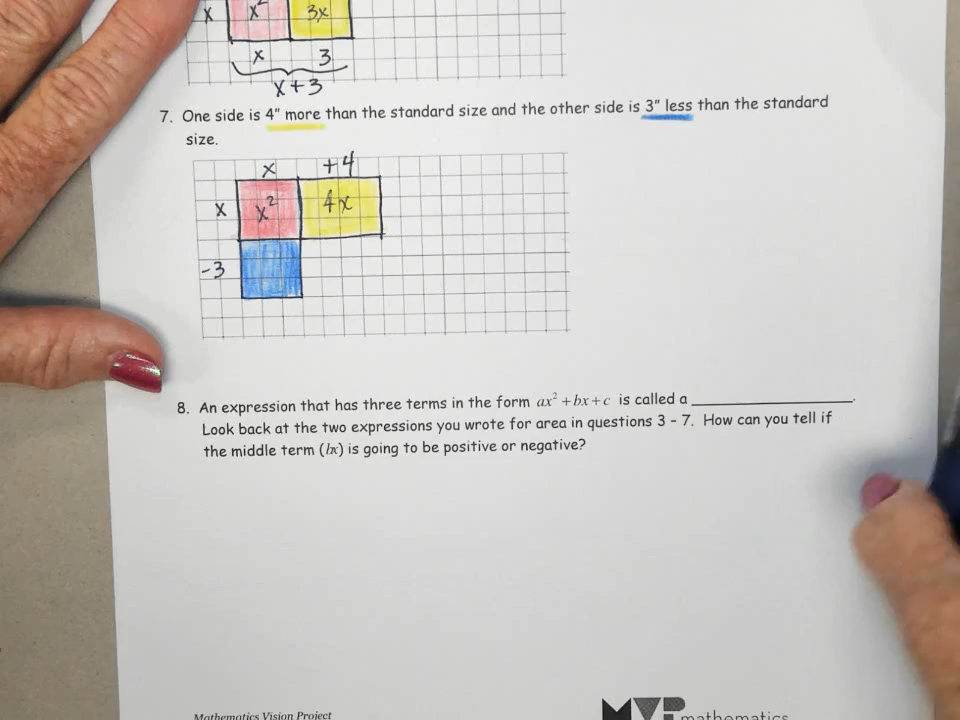 x x² 3x
x 3
x+3
7. One side is 4" more than the standard size and the other side is 3" less than the standard
size.
x +4
x x² 4x
-3
8. An expression that has three terms in the form ax² + bx + c is called a ____________.
Look back at the two expressions you wrote for area in questions 3 - 7. How can you tell if
the middle term (bx) is going to be positive or negative?
Mathematics Vision Project
MVP mathematics